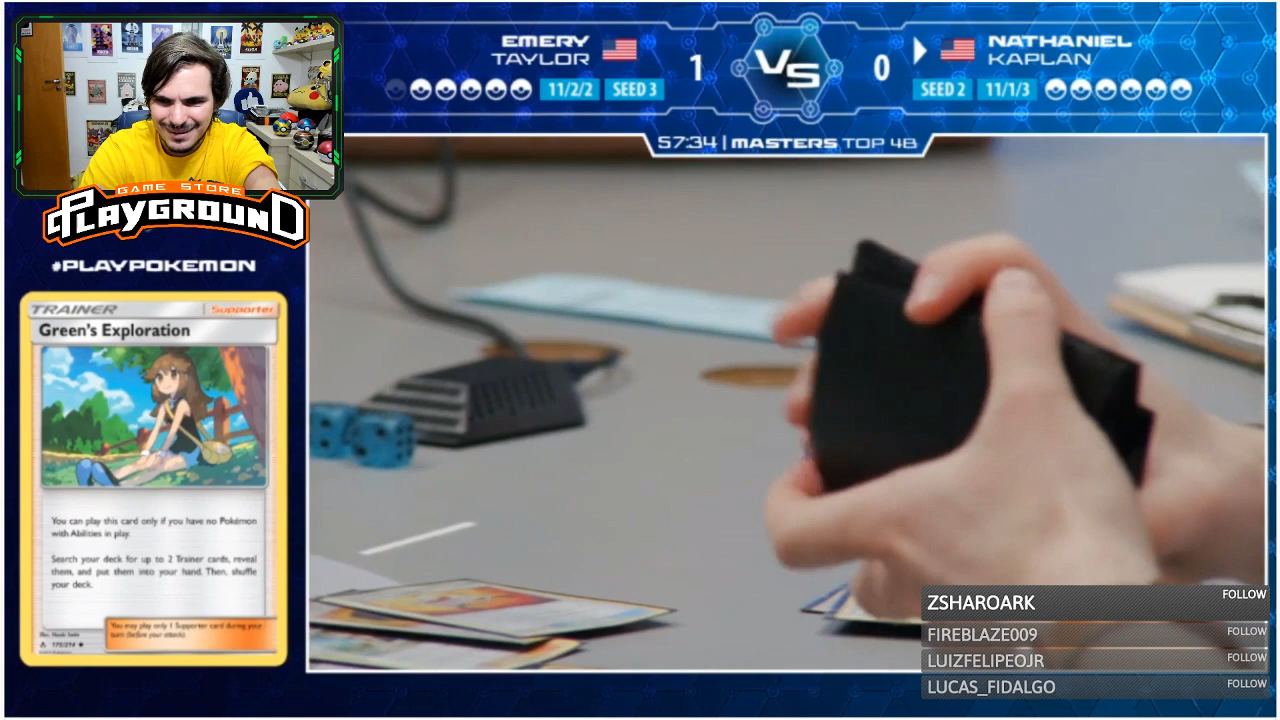 EMERY
TAYLOR
11/2/2
SEED 3
1
VS
0
NATHANIEL
KAPLAN
SEED 2
11/1/3
57:34 | MASTERS TOP 48
GAME STORE
PLAYGROUND
#PLAYPOKEMON
TRAINER
Supporter
Green's Exploration
You can play this card only if you have no Pokémon
with Abilities in play.
Search your deck for up to 2 Trainer cards, reveal
them, and put them into your hand. Then, shuffle
your deck.
You may play only 1 Supporter card during your
turn (before your attack).
175/214
ZSHAROARK
FOLLOW
FIREBLAZE009
FOLLOW
LUIZFELIPEOJR
FOLLOW
LUCAS_FIDALGO
FOLLOW